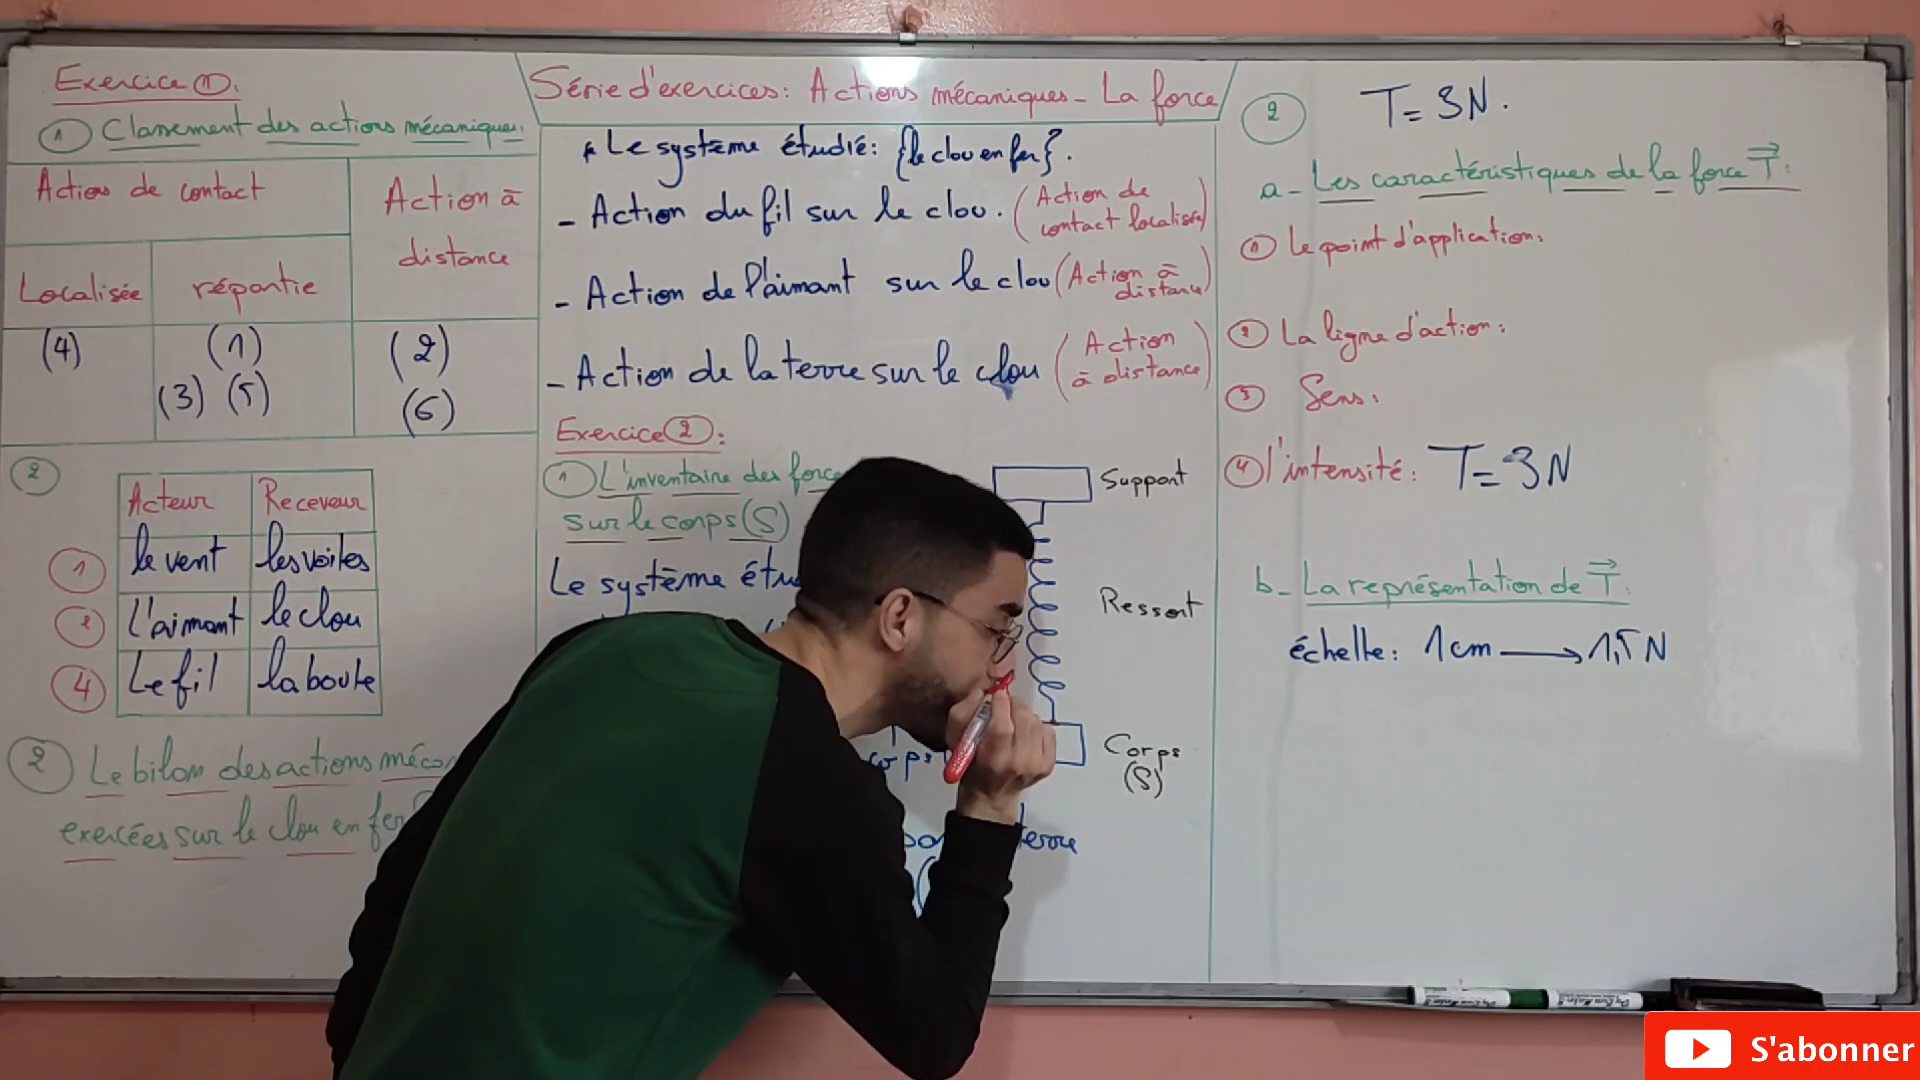 Exercice ①:
① Classement des actions mécaniques.
Action de contact
Action à
distance
Localisée
répartie
(4)
(1)
(3) (5)
(2)
(6)
2
Acteur Receveur
1 le vent les voiles
2 L'aimant le clou
4 Le fil la boule
② Le bilan des actions méca
exercées sur le clou en fer
Série d'exercices: Actions mécaniques - La force
* Le système étudié: {le clou en fer}.
- Action du fil sur le clou. (Action de
contact localisée)
- Action de l'aimant sur le clou (Action à
distance)
- Action de la terre sur le clou (Action
à distance)
Exercice ②:
① L'inventaire des force
sur le corps (S)
Le système étu
corps
terre
Support
Ressort
Corps
(S)
② T = 3N.
a - Les caractéristiques de la force T⃗:
① Le point d'application:
② La ligne d'action:
③ Sens:
④ l'intensité: T = 3N
b - La représentation de T⃗:
échelle: 1cm → 1,5 N
S'abonner